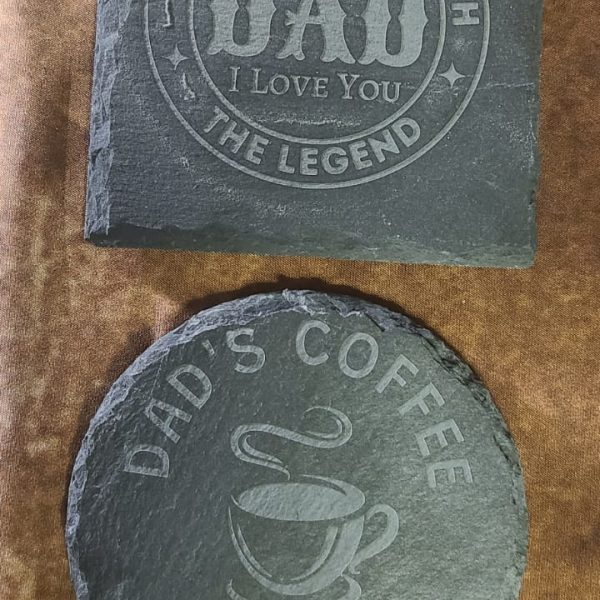 DAD
I LOVE YOU
THE LEGEND
DAD'S COFFEE